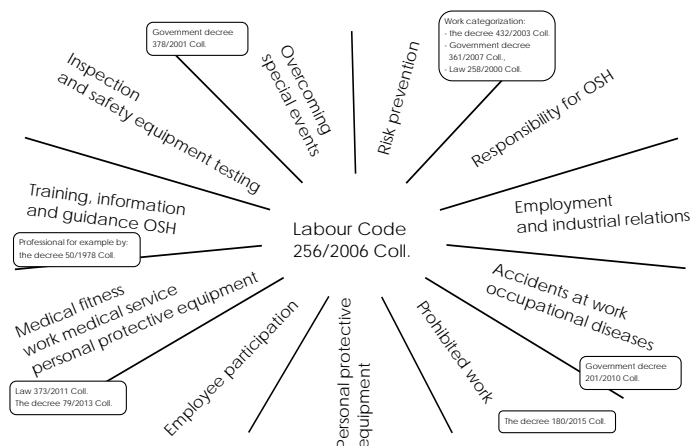 Government decree
378/2001 Coll.
Work categorization:
- the decree 432/2003 Coll.
- Government decree
361/2007 Coll.,
- Law 258/2000 Coll.
Inspection
and safety equipment testing
Overcoming
special events
Risk prevention
Responsibility for OSH
Training, information
and guidance OSH
Professional for example by:
the decree 50/1978 Coll.
Labour Code
256/2006 Coll.
Employment
and industrial relations
Medical fitness
work medical service
personal protective equipment
Law 373/2011 Coll.
The decree 79/2013 Coll.
Employee participation
Personal protective
equipment
Prohibited work
The decree 180/2015 Coll.
Accidents at work
occupational diseases
Government decree
201/2010 Coll.